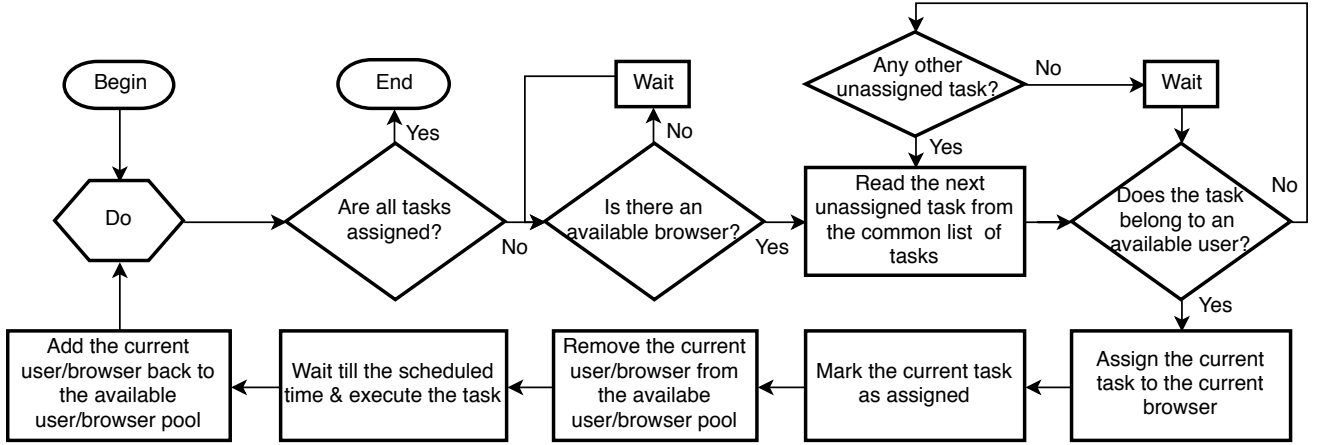 Begin
Do
End
Yes
Are all tasks
assigned?
No
Wait
No
Is there an
available browser?
Yes
Any other
unassigned task?
No
Yes
Wait
Read the next
unassigned task from
the common list of
tasks
Does the task
belong to an
available user?
No
Yes
Assign the current
task to the current
browser
Mark the current task
as assigned
Remove the current
user/browser from
the availabe
user/browser pool
Wait till the scheduled
time & execute the task
Add the current
user/browser back to
the available
user/browser pool